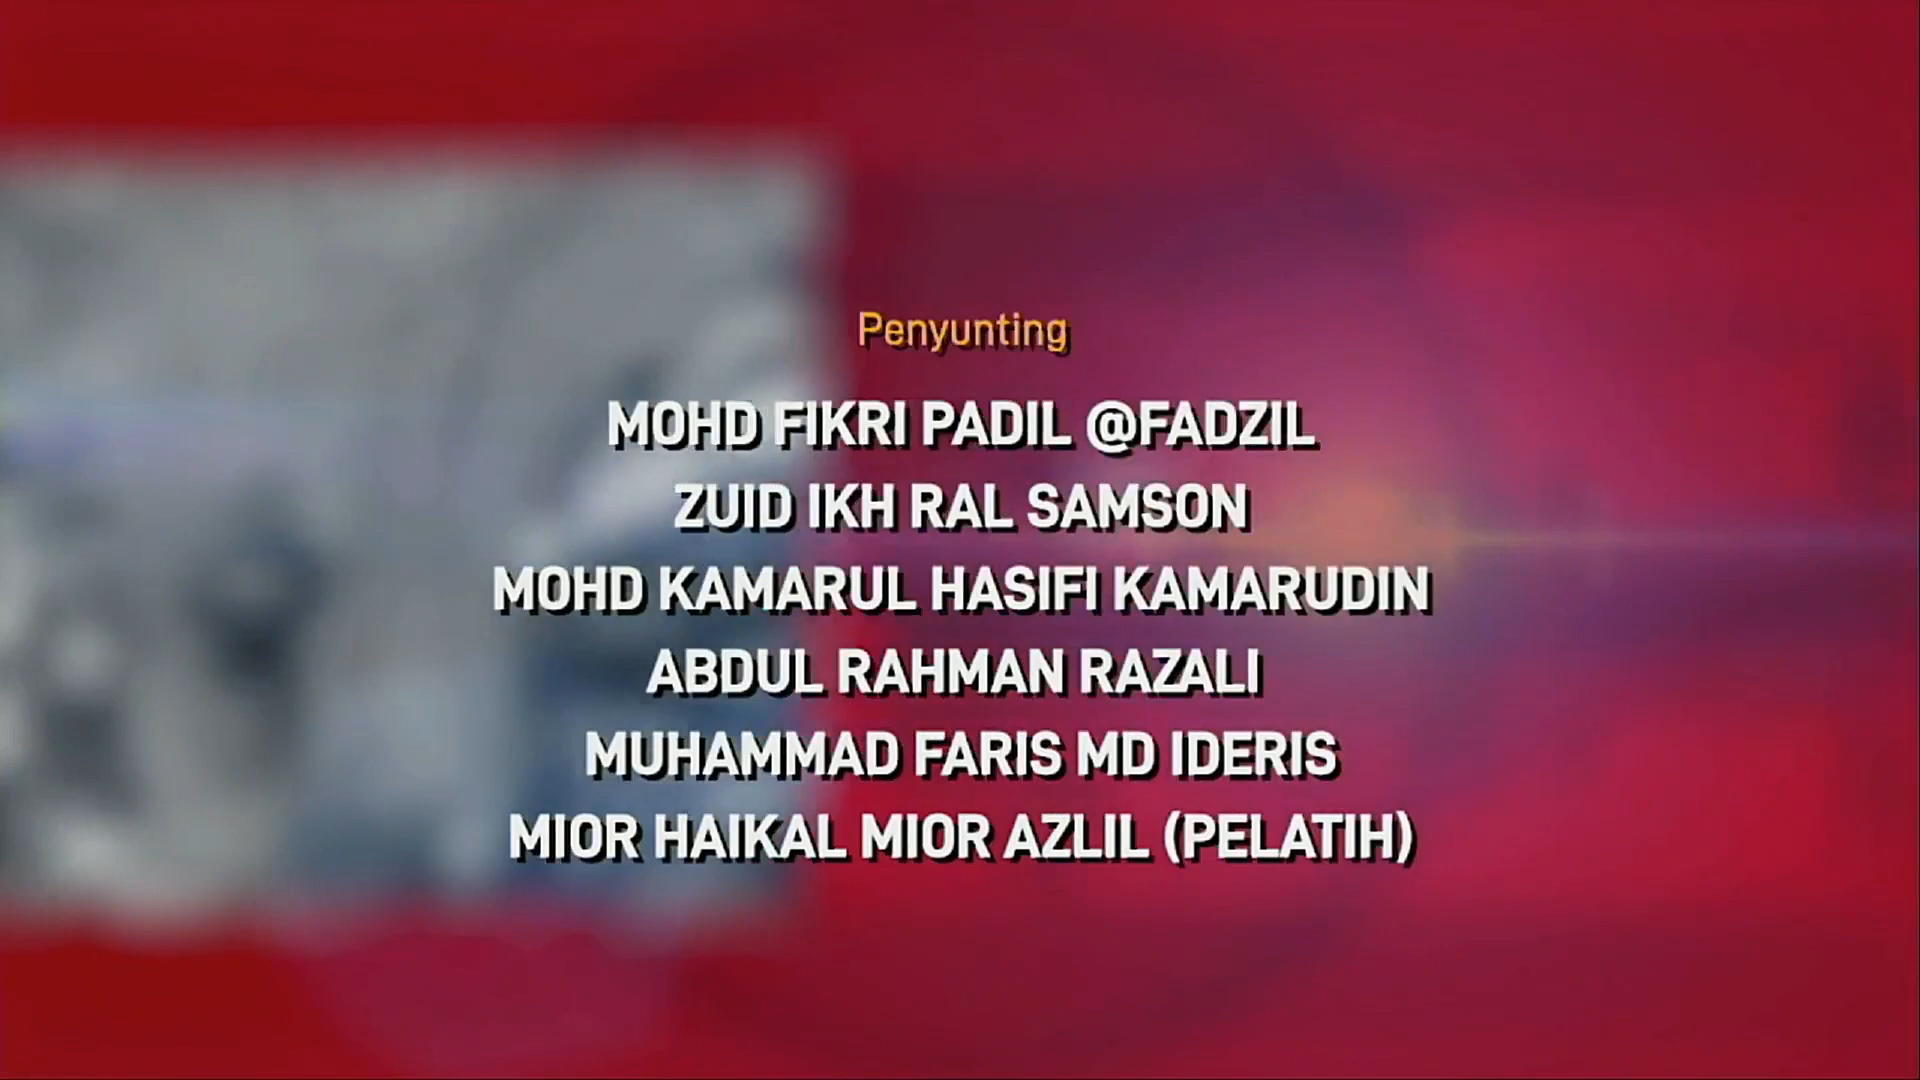 Penyunting
MOHD FIKRI PADIL @FADZIL
ZUID IKH RAL SAMSON
MOHD KAMARUL HASIFI KAMARUDIN
ABDUL RAHMAN RAZALI
MUHAMMAD FARIS MD IDERIS
MIOR HAIKAL MIOR AZLIL (PELATIH)